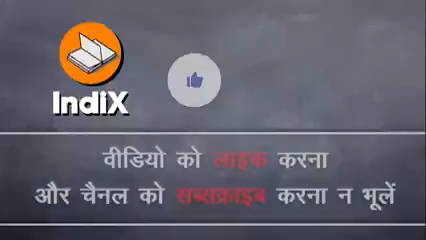 IndiX
वीडियो को लाइक करना
और चैनल को सब्सक्राइब करना न भूलें